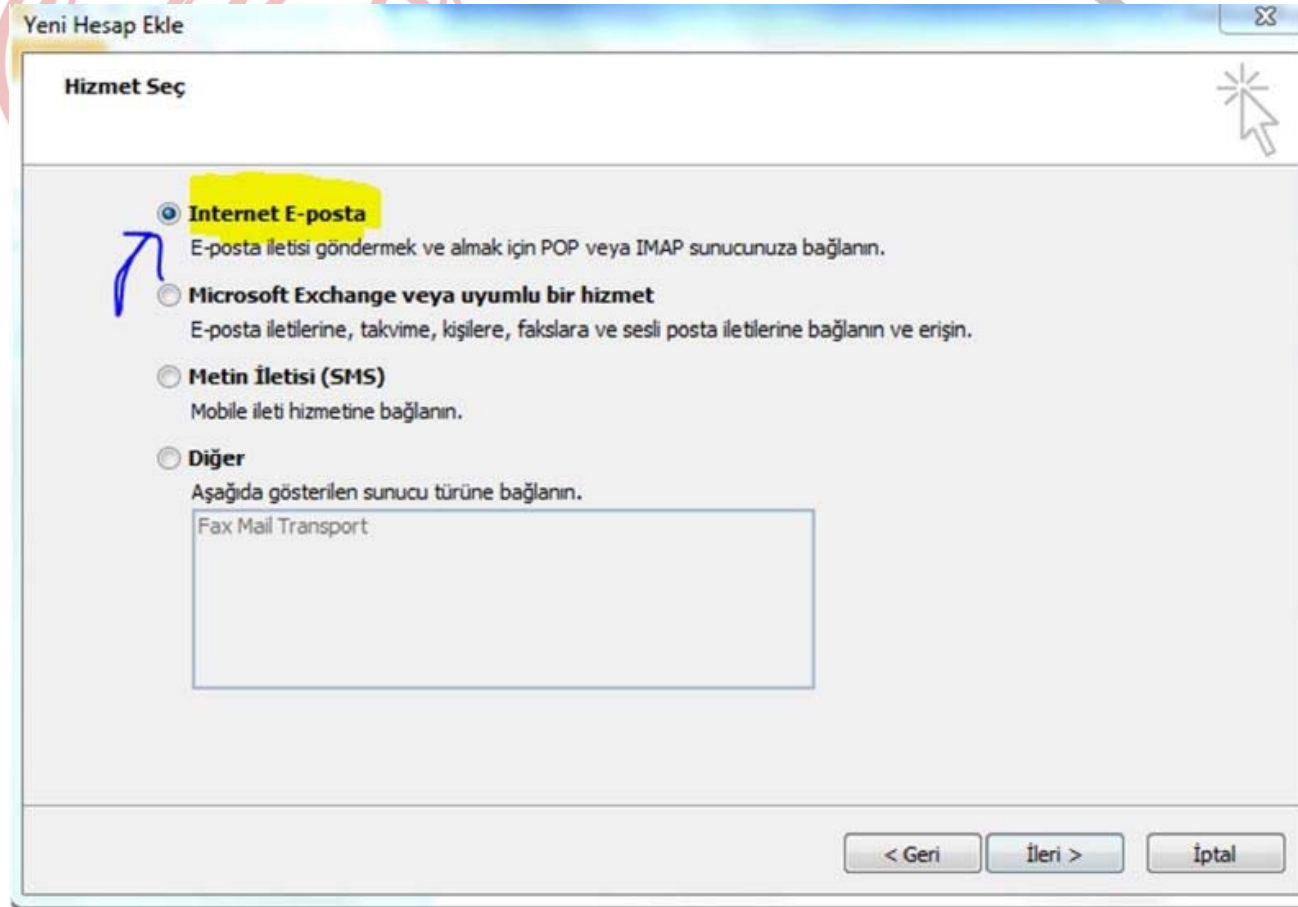 Yeni Hesap Ekle
Hizmet Seç
Internet E-posta
E-posta iletisi göndermek ve almak için POP veya IMAP sunucunuza bağlanın.
Microsoft Exchange veya uyumlu bir hizmet
E-posta iletilerine, takvime, kişilere, fakslara ve sesli posta iletilerine bağlanın ve erişin.
Metin İletisi (SMS)
Mobile ileti hizmetine bağlanın.
Diğer
Aşağıda gösterilen sunucu türüne bağlanın.
Fax Mail Transport
< Geri İleri > İptal